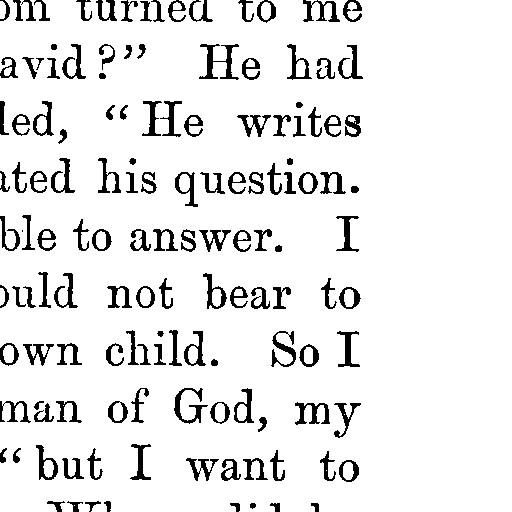 om turned to me
avid?” He had
led, “He writes
ated his question.
ble to answer. I
ould not bear to
own child. So I
man of God, my
“but I want to